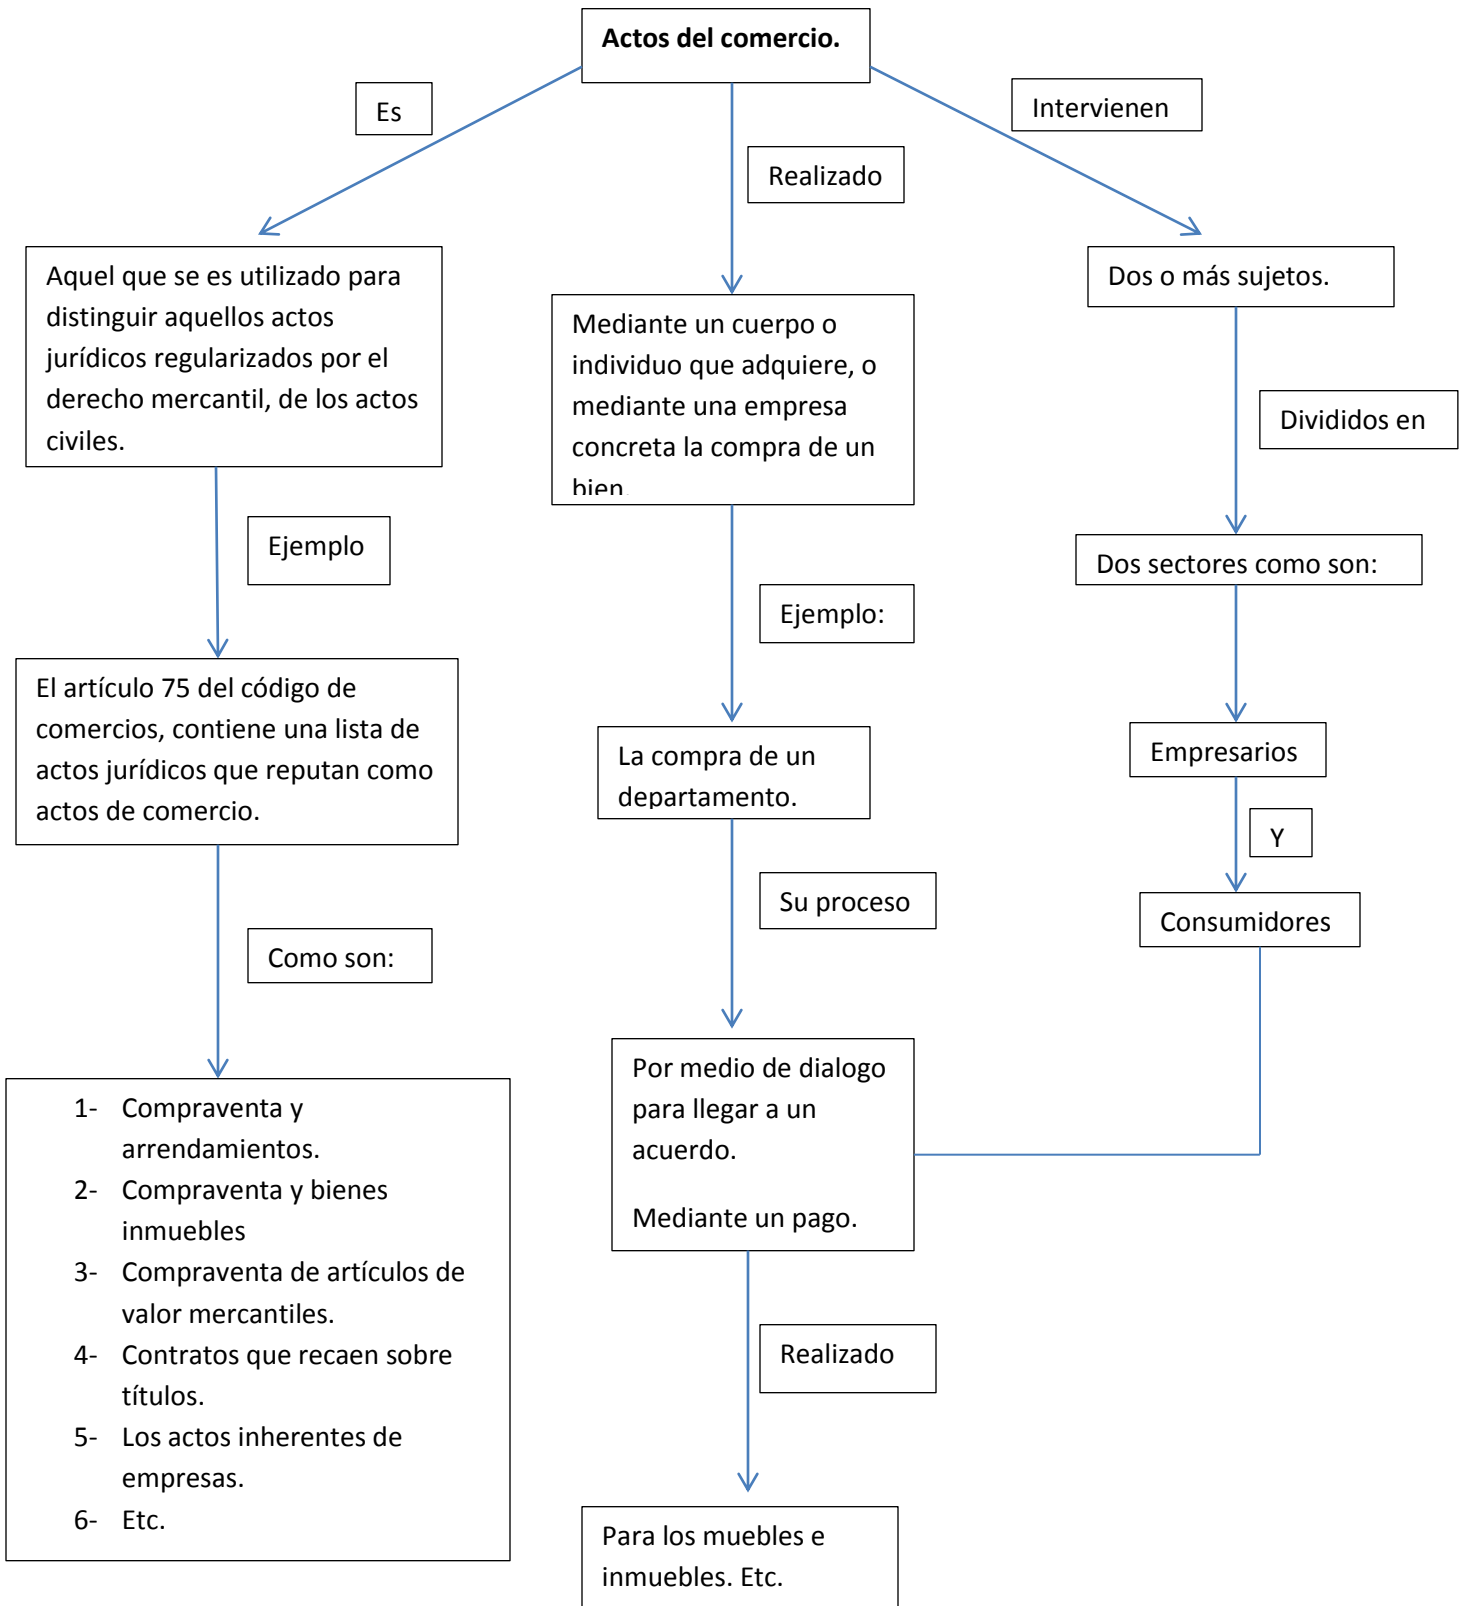 Actos del comercio.
Es
Realizado
Intervienen
Aquel que se es utilizado para
distinguir aquellos actos
jurídicos regularizados por el
derecho mercantil, de los actos
civiles.
Ejemplo
El artículo 75 del código de
comercios, contiene una lista de
actos jurídicos que reputan como
actos de comercio.
Como son:
1- Compraventa y
arrendamientos.
2- Compraventa y bienes
inmuebles
3- Compraventa de artículos de
valor mercantiles.
4- Contratos que recaen sobre
títulos.
5- Los actos inherentes de
empresas.
6- Etc.
Mediante un cuerpo o
individuo que adquiere, o
mediante una empresa
concreta la compra de un
bien.
Ejemplo:
La compra de un
departamento.
Su proceso
Por medio de dialogo
para llegar a un
acuerdo.
Mediante un pago.
Realizado
Para los muebles e
inmuebles. Etc.
Dos o más sujetos.
Divididos en
Dos sectores como son:
Empresarios
Y
Consumidores